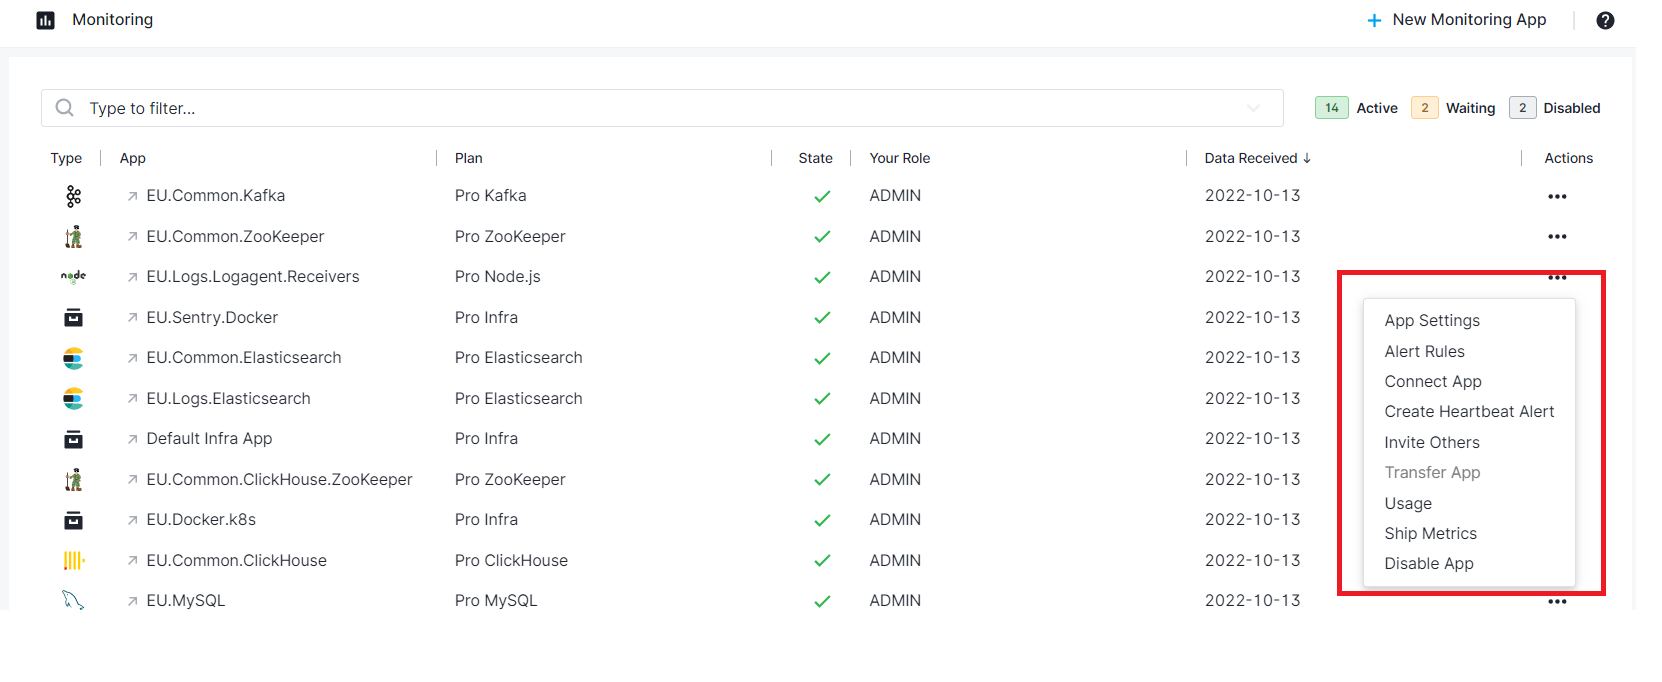 Monitoring
New Monitoring App
Type to filter...
14 Active 2 Waiting 2 Disabled
Type App Plan State Your Role Data Received ↓ Actions
EU.Common.Kafka Pro Kafka ADMIN 2022-10-13
EU.Common.ZooKeeper Pro ZooKeeper ADMIN 2022-10-13
node EU.Logs.Logagent.Receivers Pro Node.js ADMIN 2022-10-13
EU.Sentry.Docker Pro Infra ADMIN 2022-10-13
EU.Common.Elasticsearch Pro Elasticsearch ADMIN 2022-10-13
EU.Logs.Elasticsearch Pro Elasticsearch ADMIN 2022-10-13
Default Infra App Pro Infra ADMIN 2022-10-13
EU.Common.ClickHouse.ZooKeeper Pro ZooKeeper ADMIN 2022-10-13
EU.Docker.k8s Pro Infra ADMIN 2022-10-13
EU.Common.ClickHouse Pro ClickHouse ADMIN 2022-10-13
EU.MySQL Pro MySQL ADMIN 2022-10-13
App Settings
Alert Rules
Connect App
Create Heartbeat Alert
Invite Others
Transfer App
Usage
Ship Metrics
Disable App